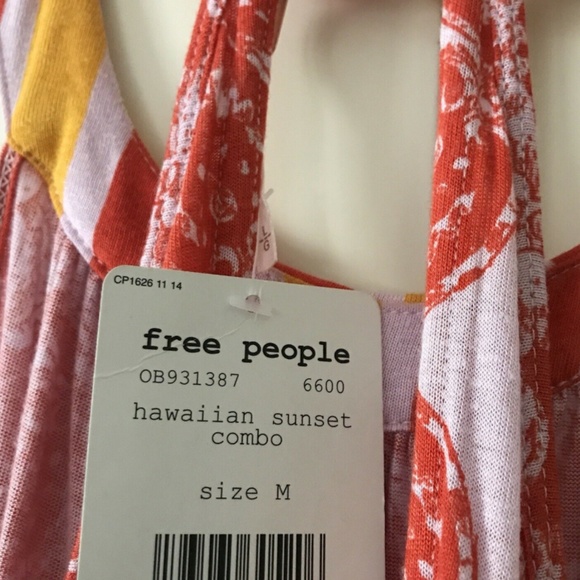 L/G
CP1626 11 14
free people
OB931387 6600
hawaiian sunset
combo
size M